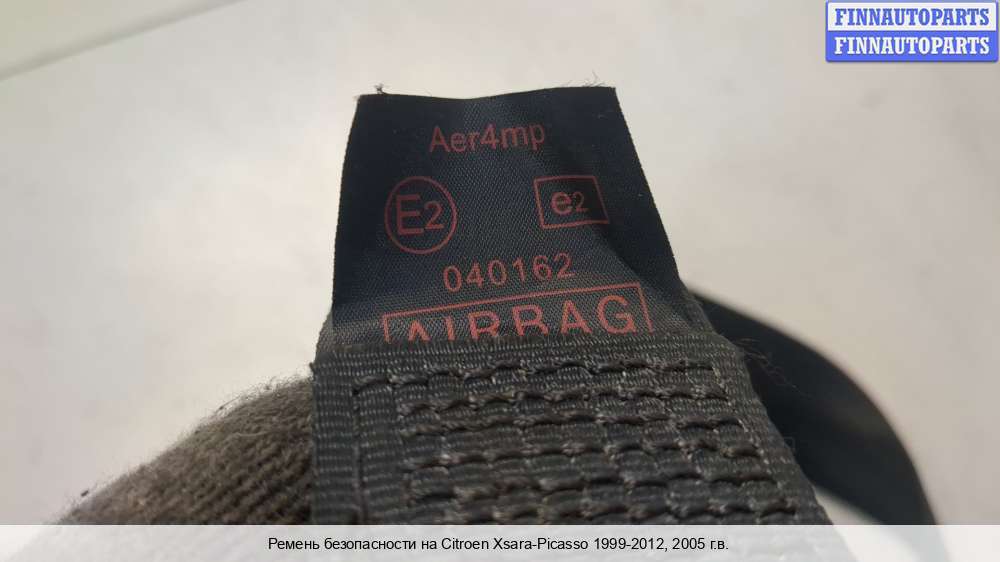 FINNAUTOPARTS
FINNAUTOPARTS
Aer4mp
E2 e2
040162
AIRBAG
Ремень безопасности на Citroen Xsara-Picasso 1999-2012, 2005 г.в.